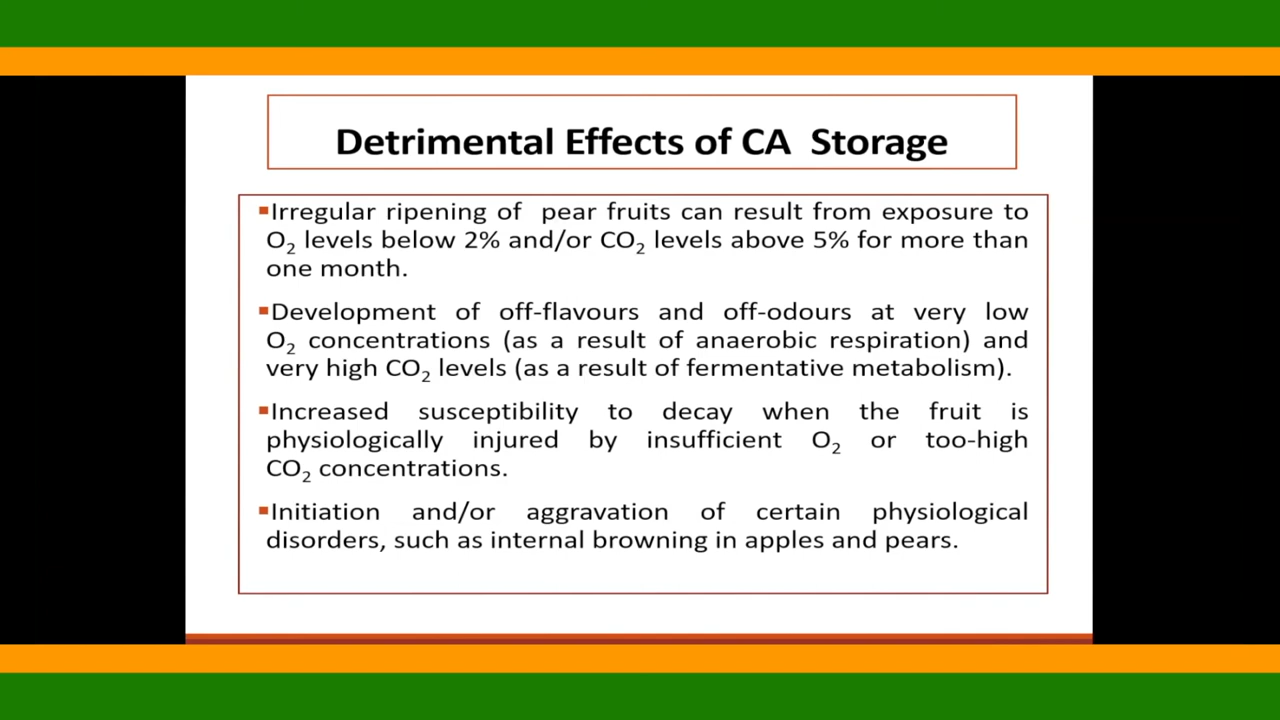 Detrimental Effects of CA Storage
▪Irregular ripening of pear fruits can result from exposure to
O₂ levels below 2% and/or CO₂ levels above 5% for more than
one month.
▪Development of off-flavours and off-odours at very low
O₂ concentrations (as a result of anaerobic respiration) and
very high CO₂ levels (as a result of fermentative metabolism).
▪Increased susceptibility to decay when the fruit is
physiologically injured by insufficient O₂ or too-high
CO₂ concentrations.
▪Initiation and/or aggravation of certain physiological
disorders, such as internal browning in apples and pears.